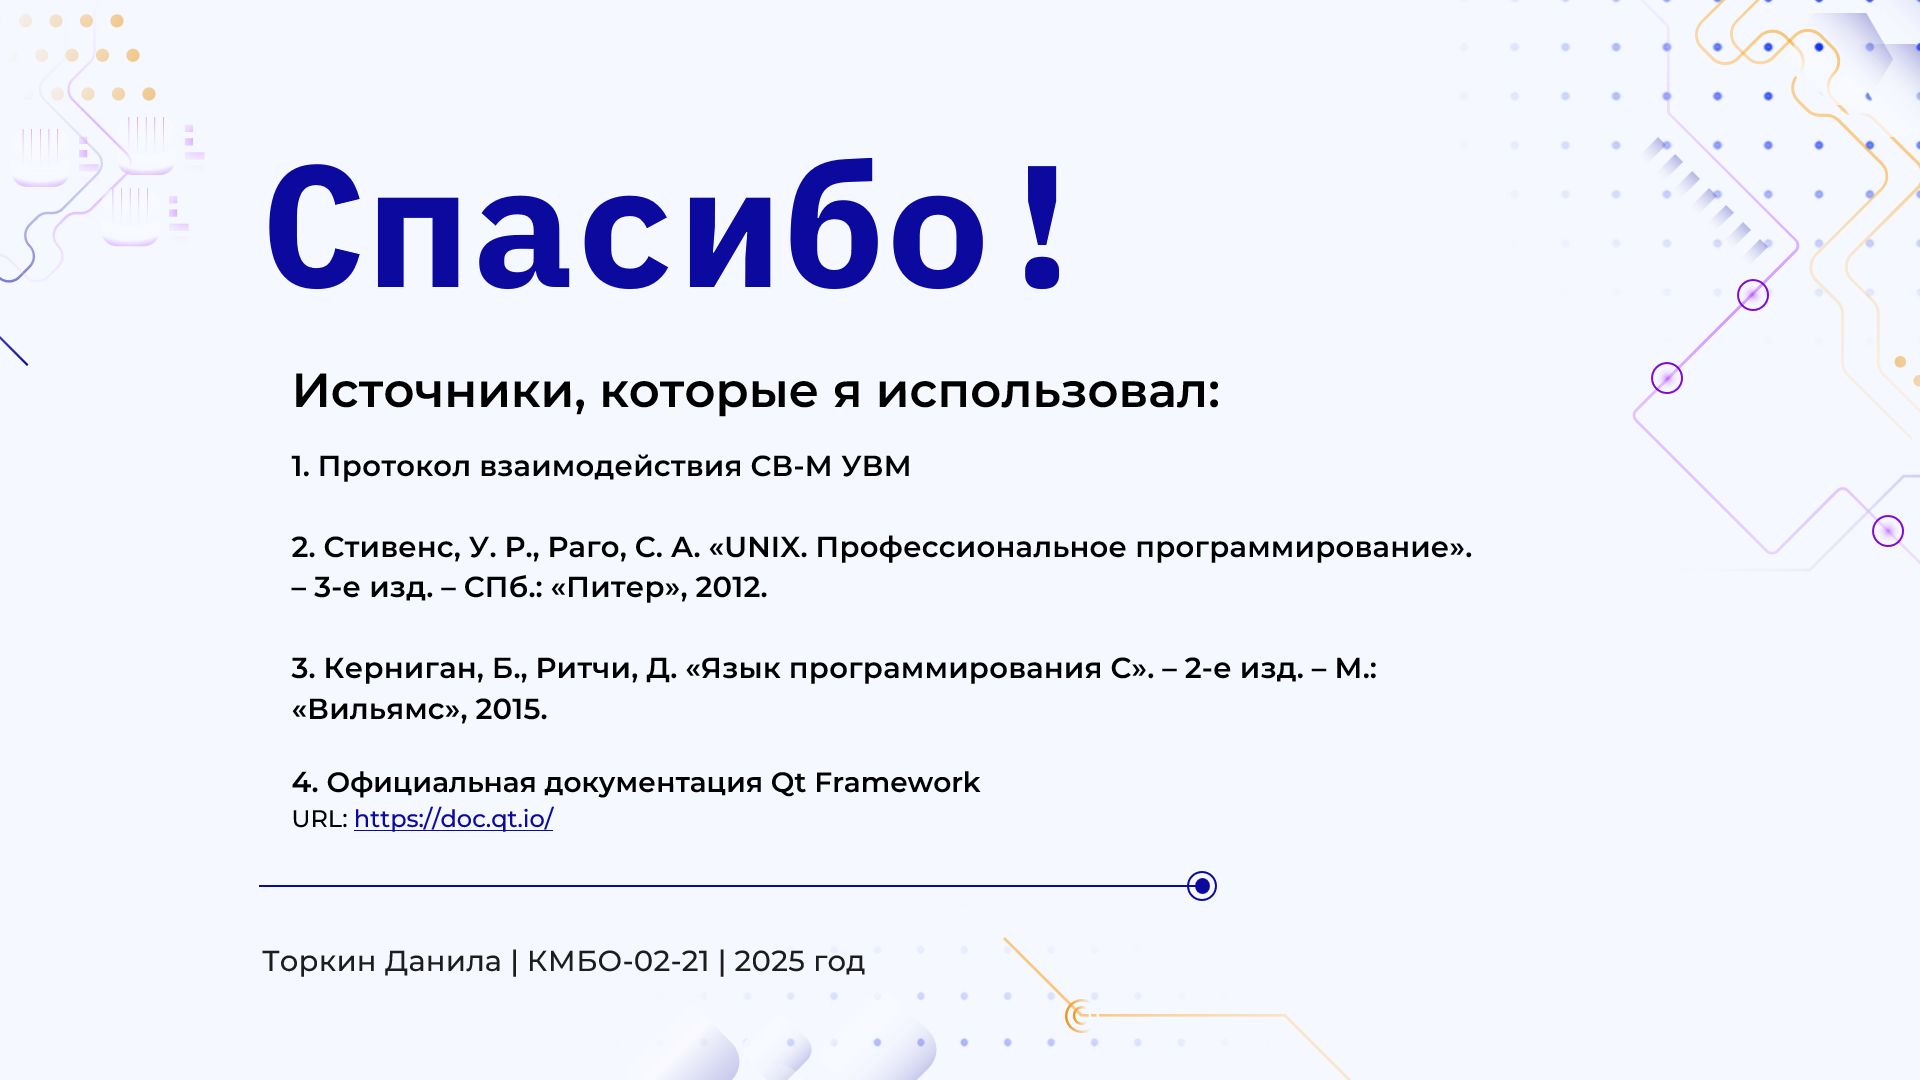 Спасибо!
Источники, которые я использовал:
1. Протокол взаимодействия СВ-М УВМ
2. Стивенс, У. Р., Раго, С. А. «UNIX. Профессиональное программирование».
– 3-е изд. – СПб.: «Питер», 2012.
3. Керниган, Б., Ритчи, Д. «Язык программирования C». – 2-е изд. – М.:
«Вильямс», 2015.
4. Официальная документация Qt Framework
URL: https://doc.qt.io/
Торкин Данила | КМБО-02-21 | 2025 год